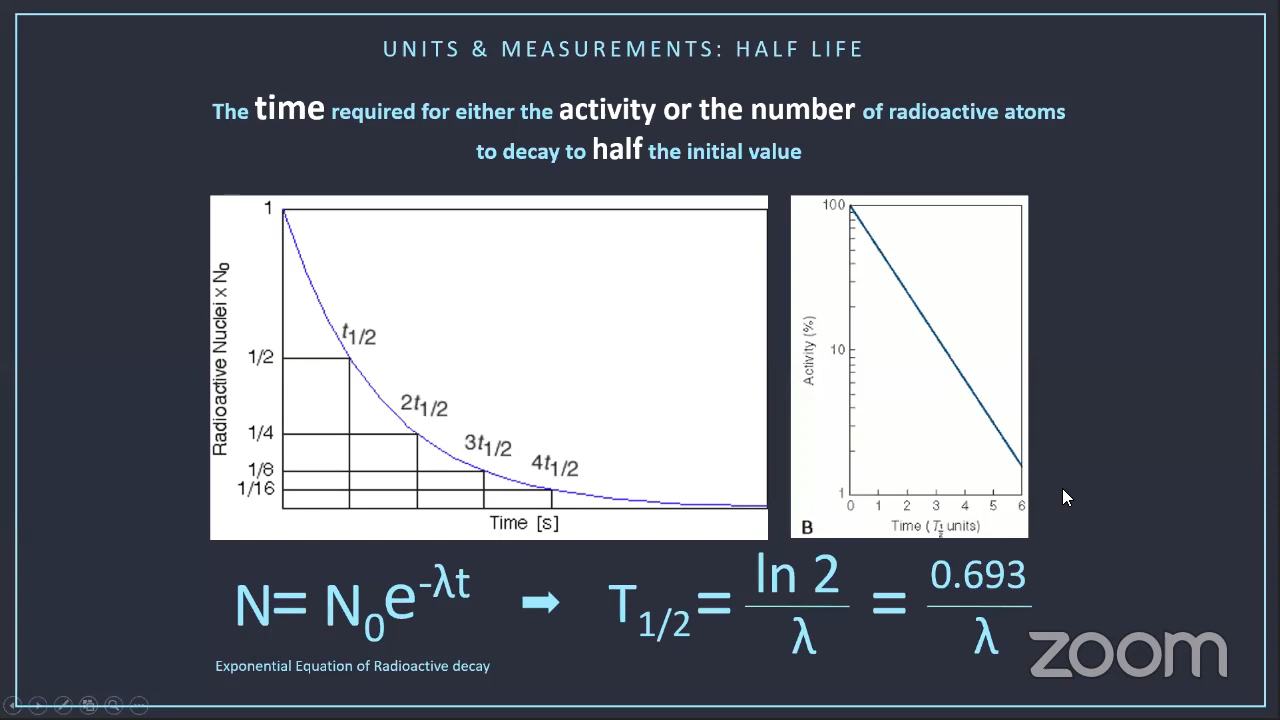 UNITS & MEASUREMENTS: HALF LIFE
The time required for either the activity or the number of radioactive atoms
to decay to half the initial value
Radioactive Nuclei x N₀
1
1/2
1/4
1/8
1/16
t1/2
2t1/2
3t1/2
4t1/2
Time [s]
Activity (%)
100
10
1
0 1 2 3 4 5 6
B
Time (T½ units)
N= N₀e^-λt ➡ T1/2 = ln 2/λ = 0.693/λ
Exponential Equation of Radioactive decay
zoom